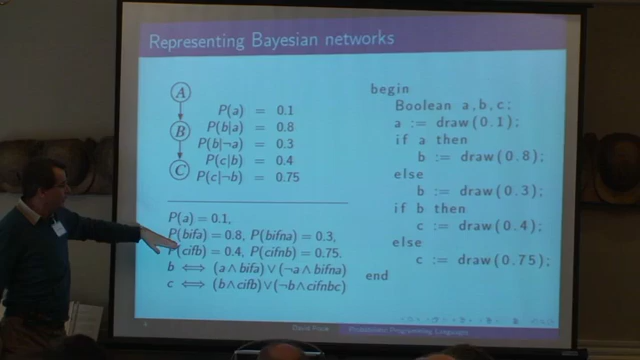 Representing Bayesian networks
A
B
C
P(a) = 0.1
P(b|a) = 0.8
P(b|¬a) = 0.3
P(c|b) = 0.4
P(c|¬b) = 0.75
P(a) = 0.1,
P(bifa) = 0.8, P(bifna) = 0.3,
P(cifb) = 0.4, P(cifnb) = 0.75.
b ⟺ (a ∧ bifa) ∨ (¬a ∧ bifna)
c ⟺ (b ∧ cifb) ∨ (¬b ∧ cifnbc)
begin
Boolean a,b,c;
a := draw(0.1);
if a then
b := draw(0.8);
else
b := draw(0.3);
if b then
c := draw(0.4);
else
c := draw(0.75);
end
David Poole Probabilistic Programming Languages